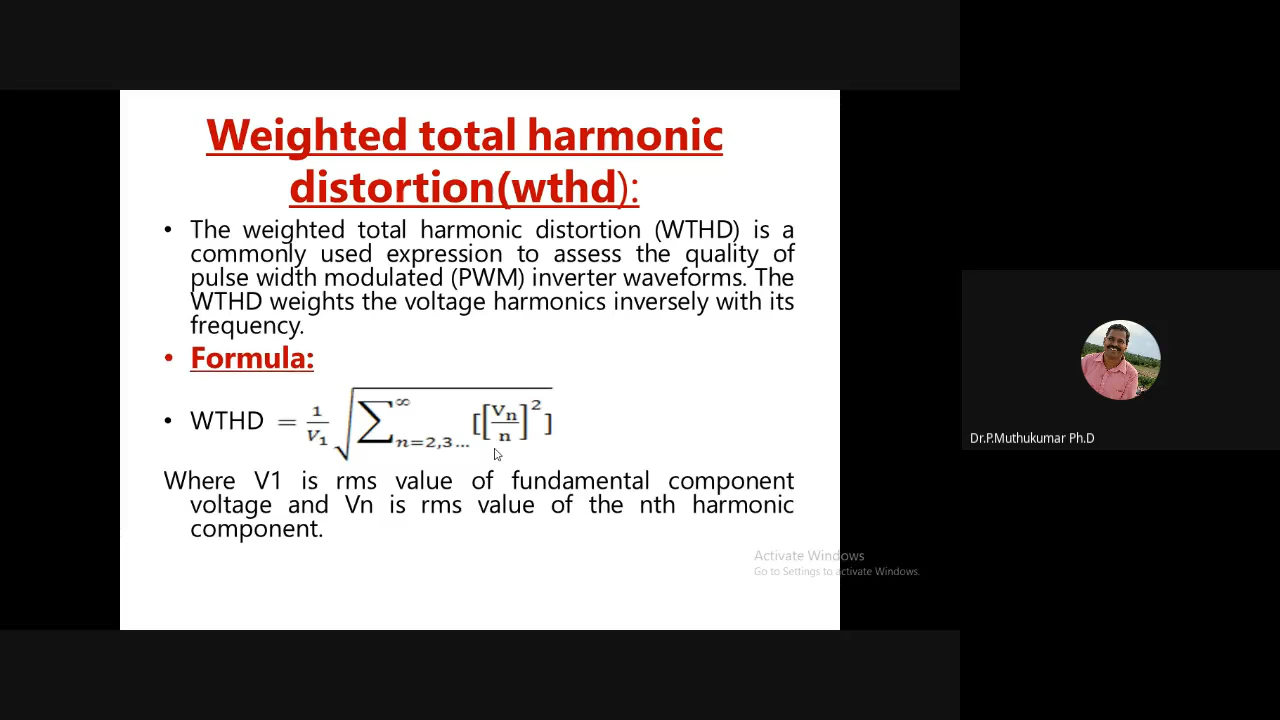 Weighted total harmonic
distortion(wthd):
• The weighted total harmonic distortion (WTHD) is a
commonly used expression to assess the quality of
pulse width modulated (PWM) inverter waveforms. The
WTHD weights the voltage harmonics inversely with its
frequency.
• Formula:
• WTHD = 1/V₁ √∑ⁿ⁼²,³…^∞ [[Vn/n]²]
Where V1 is rms value of fundamental component
voltage and Vn is rms value of the nth harmonic
component.
Dr.P.Muthukumar Ph.D
Activate Windows
Go to Settings to activate Windows.